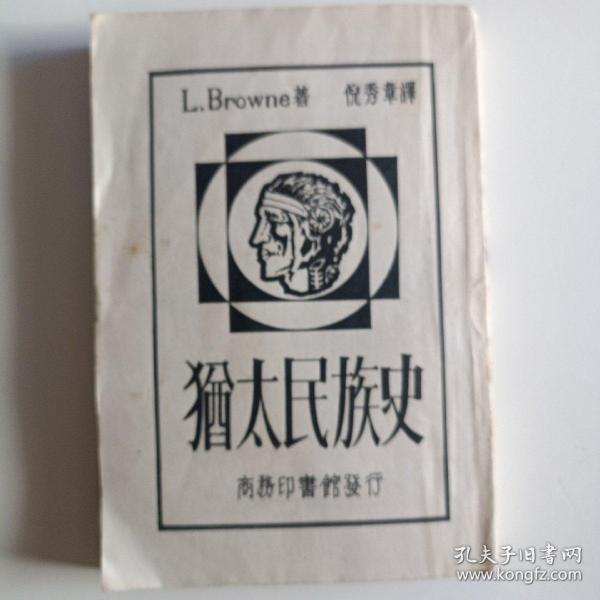 L.Browne著 倪秀章譯
猶太民族史
商務印書館發行
孔夫子旧书网
www.kongfz.com